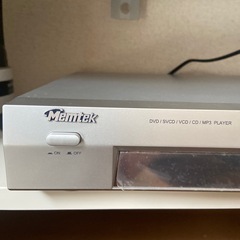 Memtek
DVD / SVCD / VCD / CD / MP3 PLAYER
ON OFF